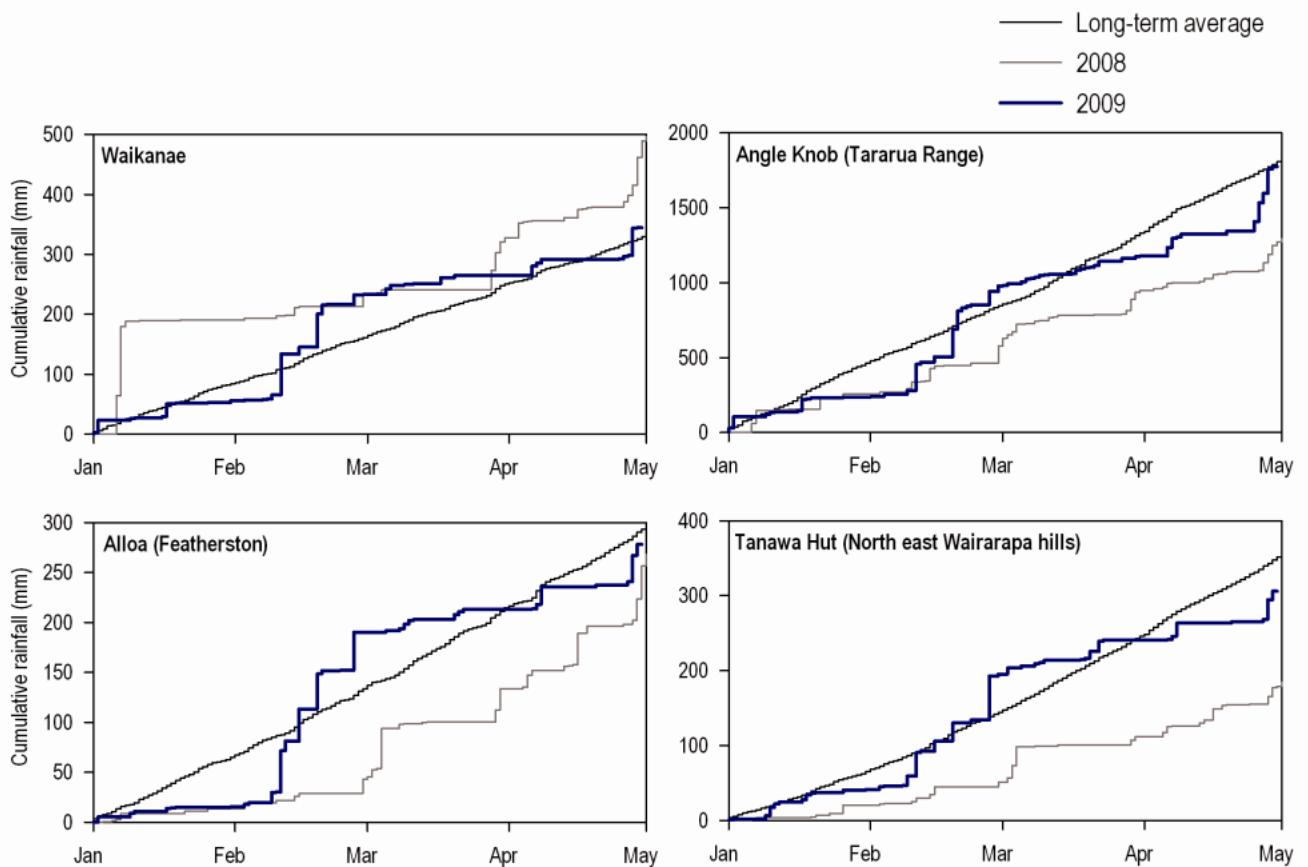 Long-term average
2008
2009
Waikanae
Cumulative rainfall (mm)
500
400
300
200
100
0
Jan Feb Mar Apr May
Angle Knob (Tararua Range)
2000
1500
1000
500
0
Jan Feb Mar Apr May
Alloa (Featherston)
Cumulative rainfall (mm)
300
250
200
150
100
50
0
Jan Feb Mar Apr May
Tanawa Hut (North east Wairarapa hills)
400
300
200
100
0
Jan Feb Mar Apr May